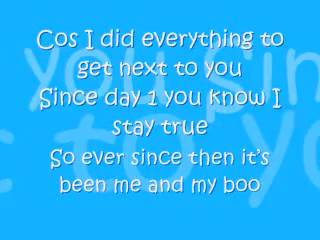 Cos I did everything to
get next to you
Since day 1 you know I
stay true
So ever since then it's
been me and my boo